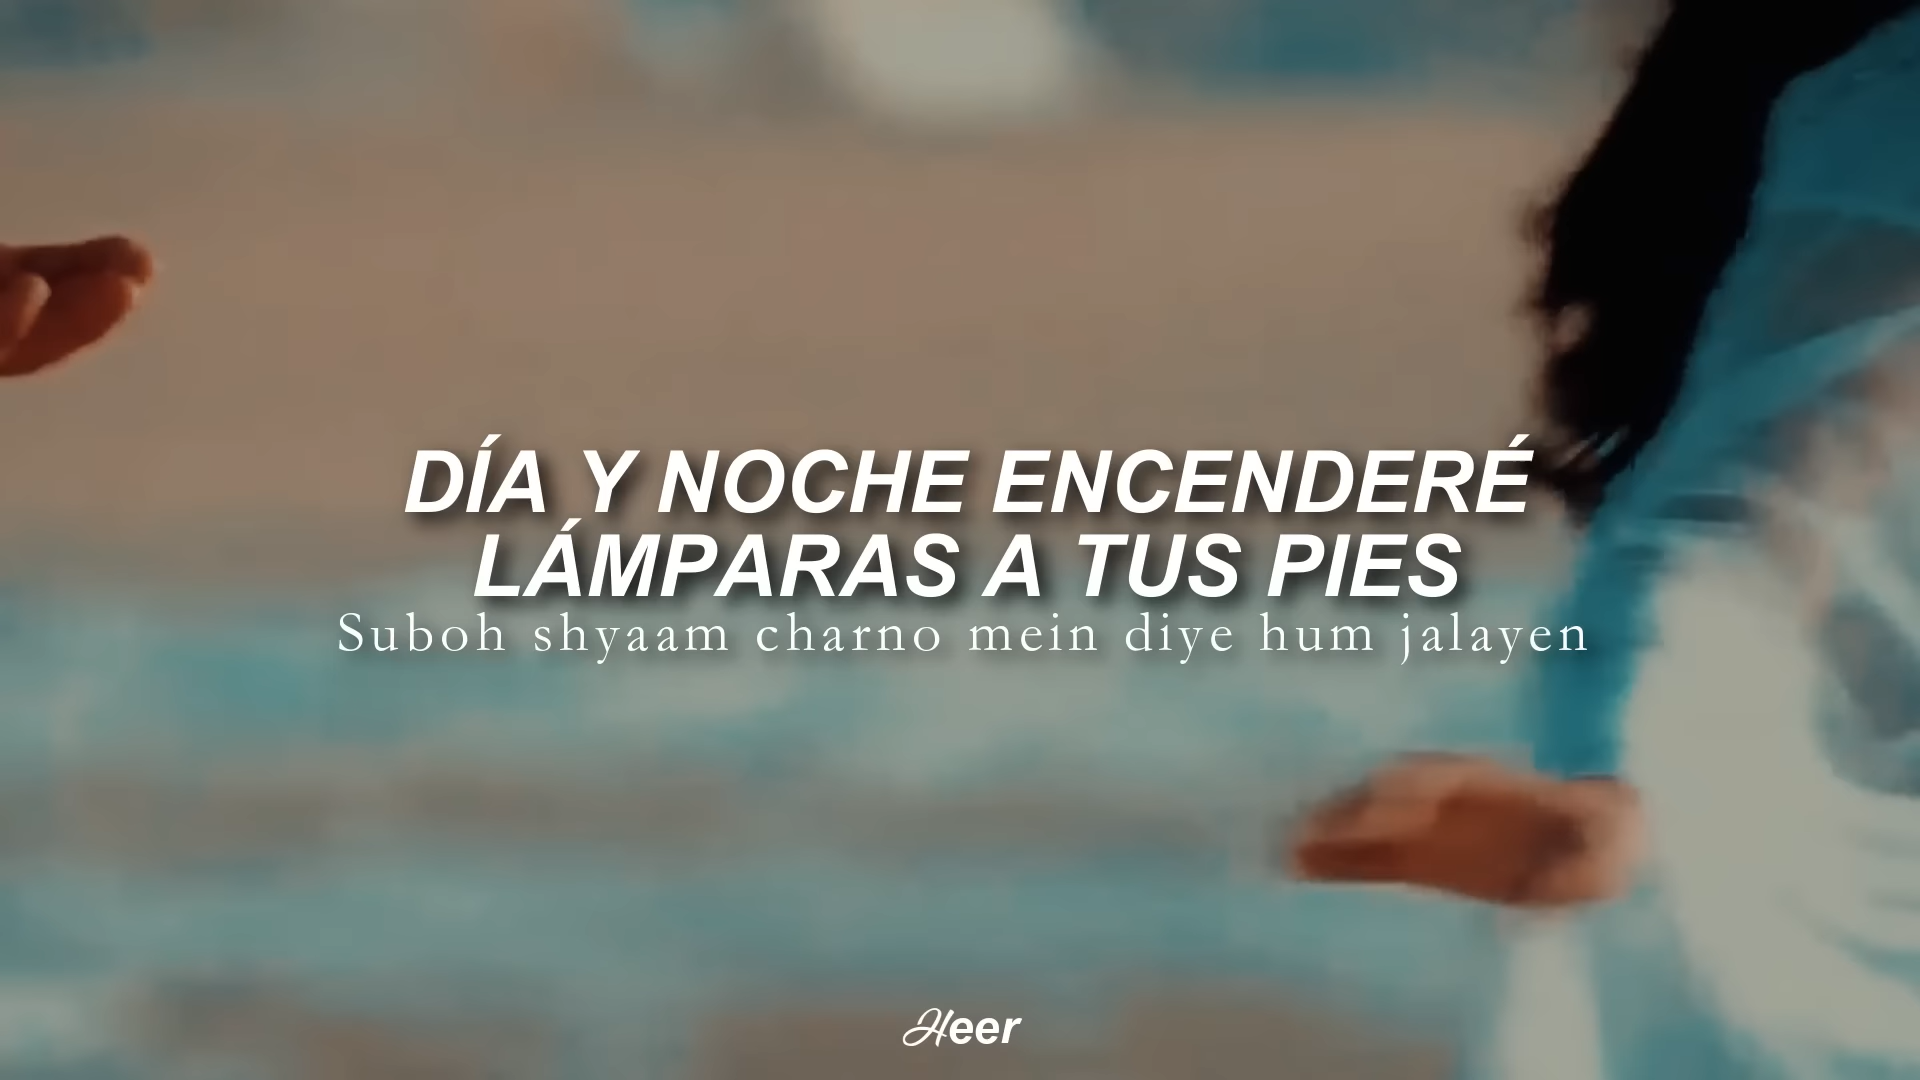 DÍA Y NOCHE ENCENDERÉ
LÁMPARAS A TUS PIES
Suboh shyaam charno mein diye hum jalayen
Heer